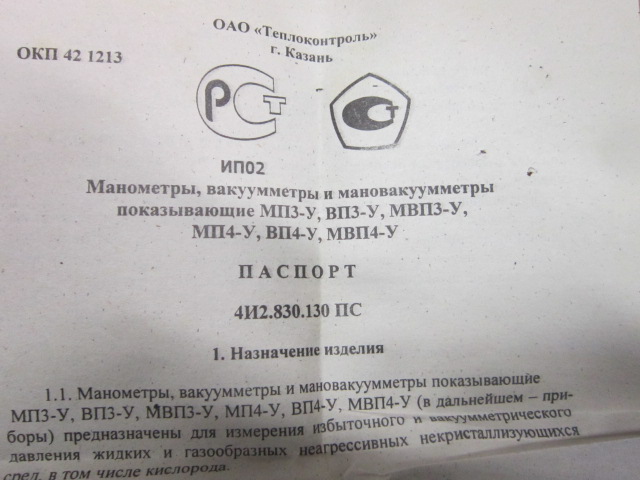 ОАО «Теплоконтроль»
г. Казань
ОКП 42 1213
РСТ
ИП02
Манометры, вакуумметры и мановакуумметры
показывающие МП3-У, ВП3-У, МВП3-У,
МП4-У, ВП4-У, МВП4-У
ПАСПОРТ
4И2.830.130 ПС
1. Назначение изделия
1.1. Манометры, вакуумметры и мановакуумметры показывающие
МП3-У, ВП3-У, МВП3-У, МП4-У, ВП4-У, МВП4-У (в дальнейшем – при-
боры) предназначены для измерения избыточного и вакуумметрического
давления жидких и газообразных неагрессивных некристаллизующихся
сред, в том числе кислорода.